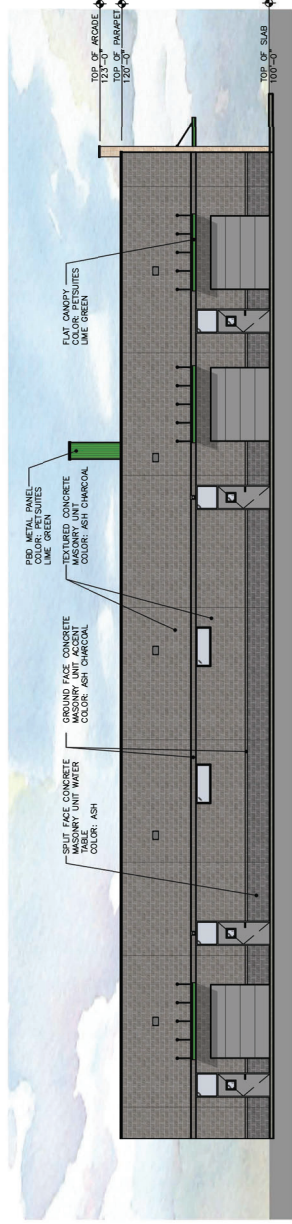 SPLIT FACE CONCRETE
MASONRY UNIT WATER
TABLE
COLOR: ASH
GROUND FACE CONCRETE
MASONRY UNIT ACCENT
COLOR: ASH CHARCOAL
PBD METAL PANEL
COLOR: PETSUITES
LIME GREEN
TEXTURED CONCRETE
MASONRY UNIT
COLOR: ASH CHARCOAL
FLAT CANOPY
COLOR: PETSUITES
LIME GREEN
TOP OF ARCADE
123'-0"
TOP OF PARAPET
120'-0"
TOP OF SLAB
100'-0"